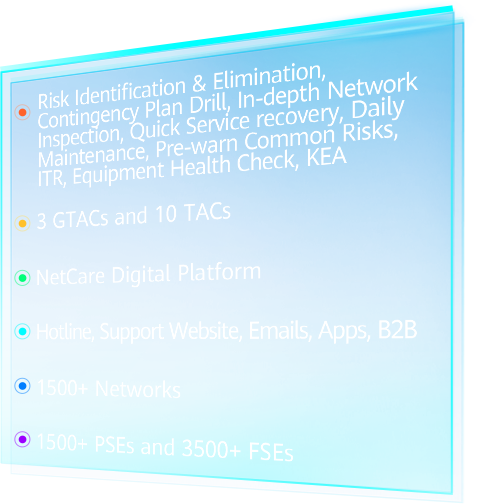 Risk Identification & Elimination,
Contingency Plan Drill, In-depth Network
Inspection, Quick Service recovery, Daily
Maintenance, Pre-warn Common Risks,
ITR, Equipment Health Check, KEA
3 GTACs and 10 TACs
NetCare Digital Platform
Hotline, Support Website, Emails, Apps, B2B
1500+ Networks
1500+ PSEs and 3500+ FSEs